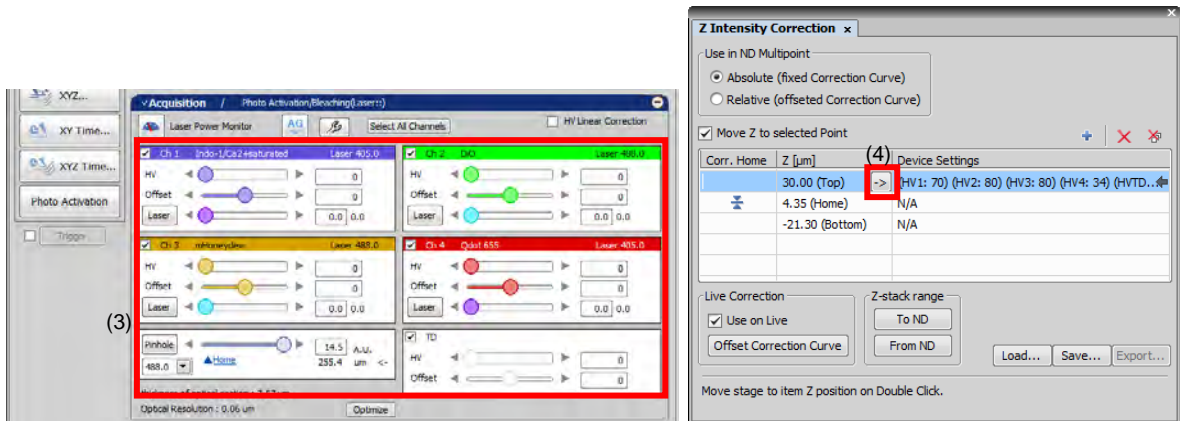 XYZ...
XY Time...
XYZ Time...
Photo Activation
Trigger
Acquisition / Photo Activation/Bleaching(Laser::)
Laser Power Monitor AG Select All Channels HV Linear Correction
Ch 1 Indo-1/Ca2+saturated Laser 405.0
HV 0
Offset 0
Laser 0.0 0.0
Ch 2 DiO Laser 488.0
HV 0
Offset 0
Laser 0.0 0.0
Ch 3 mHoneydew Laser 488.0
HV 0
Offset 0
Laser 0.0 0.0
Ch 4 Qdot 655 Laser 405.0
HV 0
Offset 0
Laser 0.0 0.0
(3)
Pinhole 14.5 A.U.
488.0 Home 255.4 um <-
TD
HV 0
Offset 0
Optical Resolution : 0.06 um Optimize
Z Intensity Correction x
Use in ND Multipoint
Absolute (fixed Correction Curve)
Relative (offseted Correction Curve)
Move Z to selected Point
(4)
Corr. Home Z [µm] Device Settings
30.00 (Top) -> (HV1: 70) (HV2: 80) (HV3: 80) (HV4: 34) (HVTD..
4.35 (Home) N/A
-21.30 (Bottom) N/A
Live Correction
Use on Live
Offset Correction Curve
Z-stack range
To ND
From ND
Load... Save... Export...
Move stage to item Z position on Double Click.